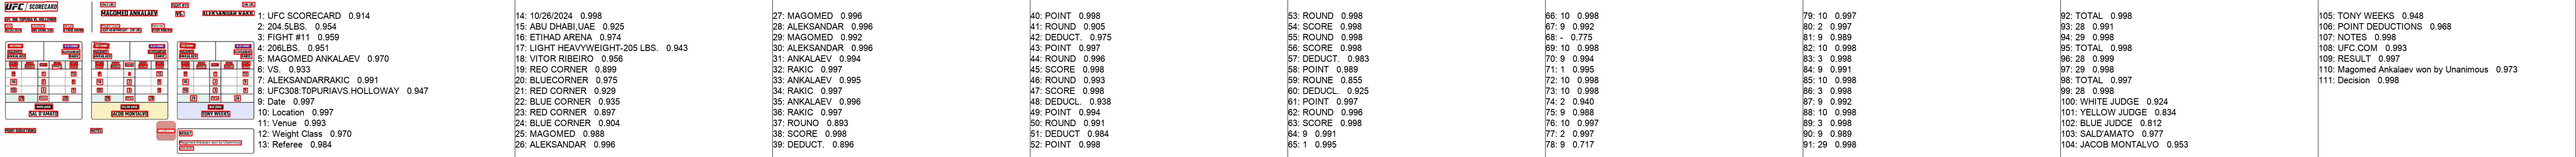 UFC SCORECARD
MAGOMED ANKALAEV
VS.
SAL D'AMATO
JACOB MONTALVO
TONY WEEKS
1: UFC SCORECARD 0.914
2: 204.5LBS. 0.954
3: FIGHT #11 0.959
4: 206LBS. 0.951
5: MAGOMED ANKALAEV 0.970
6: VS. 0.933
7: ALEKSANDARRAKIC 0.991
8: UFC308:T0PURIAVS.HOLLOWAY 0.947
9: Date 0.997
10: Location 0.997
11: Venue 0.993
12: Weight Class 0.970
13: Referee 0.984
14: 10/26/2024 0.998
15: ABU DHABI,UAE 0.925
16: ETIHAD ARENA 0.974
17: LIGHT HEAVYWEIGHT-205 LBS. 0.943
18: VITOR RIBEIRO 0.956
19: REO CORNER 0.899
20: BLUECORNER 0.975
21: RED CORNER 0.929
22: BLUE CORNER 0.935
23: RED CORNER 0.897
24: BLUE CORNER 0.904
25: MAGOMED 0.988
26: ALEKSANDAR 0.996
27: MAGOMED 0.996
28: ALEKSANDAR 0.996
29: MAGOMED 0.992
30: ALEKSANDAR 0.996
31: ANKALAEV 0.994
32: RAKIC 0.997
33: ANKALAEV 0.995
34: RAKIC 0.997
35: ANKALAEV 0.996
36: RAKIC 0.997
37: ROUNO 0.893
38: SCORE 0.998
39: DEDUCT. 0.896
40: POINT 0.998
41: ROUND 0.905
42: DEDUCT. 0.975
43: POINT 0.997
44: ROUND 0.996
45: SCORE 0.998
46: ROUND 0.993
47: SCORE 0.998
48: DEDUCL. 0.938
49: POINT 0.994
50: ROUND 0.991
51: DEDUCT 0.984
52: POINT 0.998
53: ROUND 0.998
54: SCORE 0.998
55: ROUND 0.998
56: SCORE 0.998
57: DEDUCT. 0.983
58: POINT 0.989
59: ROUNE 0.855
60: DEDUCL. 0.925
61: POINT 0.997
62: ROUND 0.995
63: SCORE 0.998
64: 9 0.991
65: 1 0.995
66: 10 0.998
67: 9 0.992
68: - 0.775
69: 10 0.998
70: 9 0.994
71: 1 0.995
72: 10 0.998
73: 10 0.998
74: 2 0.940
75: 9 0.988
76: 10 0.997
77: 2 0.997
78: 9 0.717
79: 10 0.997
80: 2 0.997
81: 9 0.989
82: 10 0.998
83: 3 0.998
84: 9 0.991
85: 10 0.998
86: 3 0.998
87: 9 0.992
88: 10 0.998
89: 3 0.998
90: 9 0.989
91: 29 0.998
92: TOTAL 0.998
93: 28 0.991
94: 29 0.998
95: TOTAL 0.998
96: 28 0.999
97: 29 0.998
98: TOTAL 0.997
99: 28 0.998
100: WHITE JUDGE 0.924
101: YELLOW JUDGE 0.834
102: BLUE JUDCE 0.812
103: SALD'AMATO 0.977
104: JACOB MONTALVO 0.953
105: TONY WEEKS 0.948
106: POINT DEDUCTIONS 0.968
107: NOTES 0.998
108: UFC.COM 0.993
109: RESULT 0.997
110: Magomed Ankalaev won by Unanimous 0.973
111: Decision 0.998